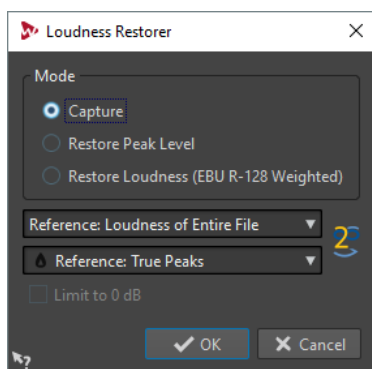 Loudness Restorer
Mode
Capture
Restore Peak Level
Restore Loudness (EBU R-128 Weighted)
Reference: Loudness of Entire File
2
Reference: True Peaks
Limit to 0 dB
OK
Cancel
?